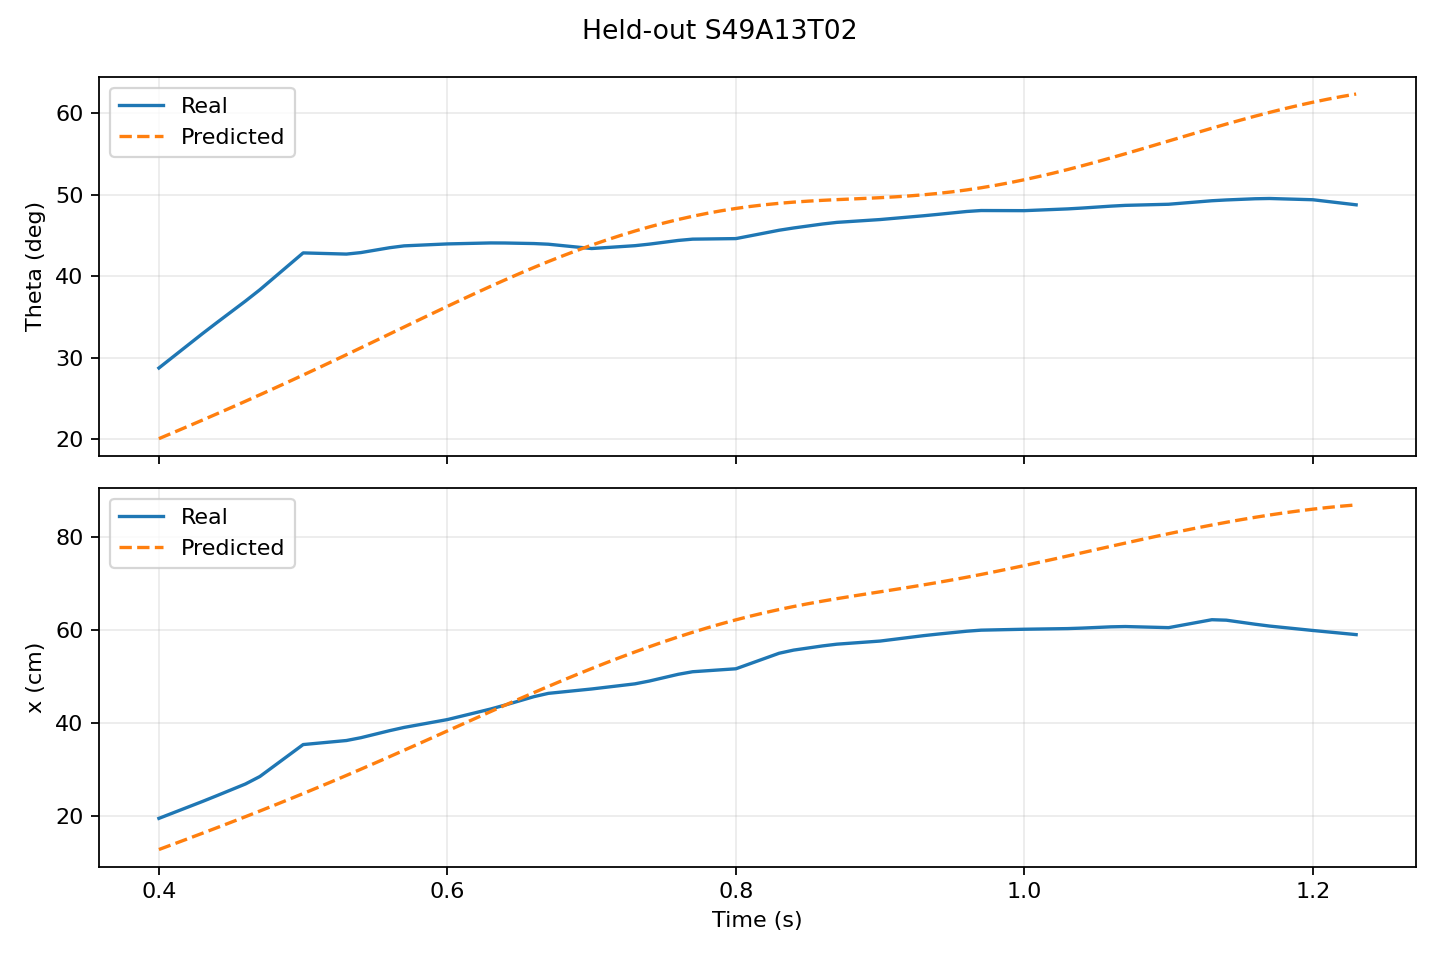 Held-out S49A13T02
Real
Predicted
60
50
40
30
20
Theta (deg)
Real
Predicted
80
60
40
20
x (cm)
0.4 0.6 0.8 1.0 1.2
Time (s)